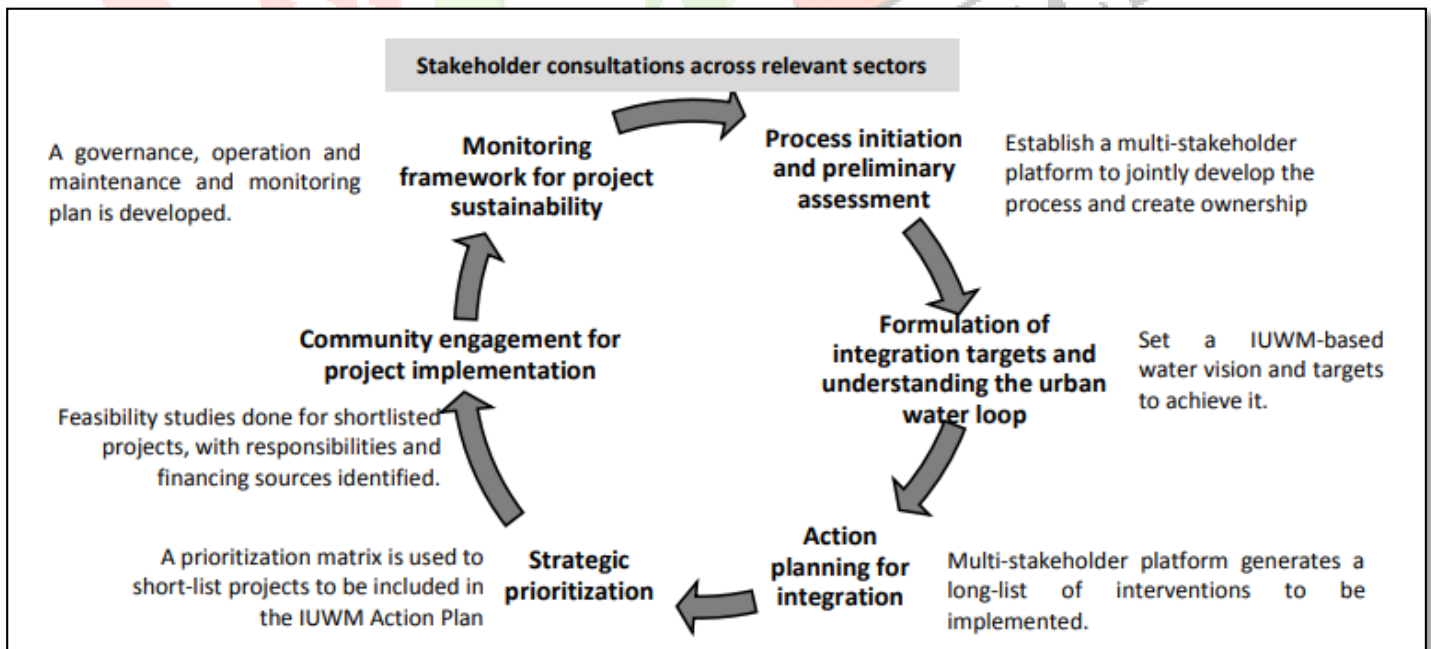 Stakeholder consultations across relevant sectors
Process initiation
and preliminary
assessment
Establish a multi-stakeholder
platform to jointly develop the
process and create ownership
Formulation of
integration targets and
understanding the urban
water loop
Set a IUWM-based
water vision and targets
to achieve it.
Action
planning for
integration
Multi-stakeholder platform generates a
long-list of interventions to be
implemented.
Strategic
prioritization
A prioritization matrix is used to
short-list projects to be included in
the IUWM Action Plan
Community engagement for
project implementation
Feasibility studies done for shortlisted
projects, with responsibilities and
financing sources identified.
Monitoring
framework for project
sustainability
A governance, operation and
maintenance and monitoring
plan is developed.